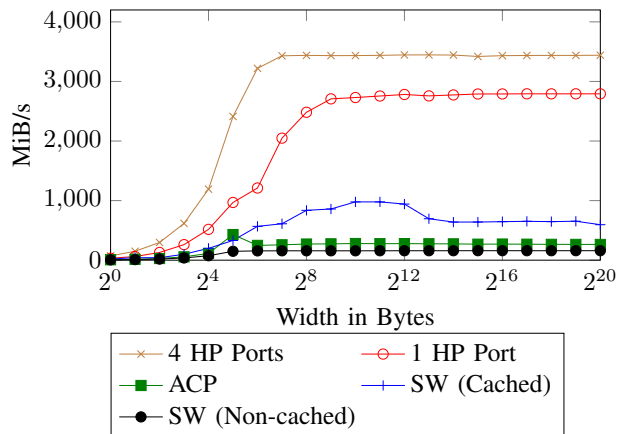 4,000
3,000
2,000
1,000
0
MiB/s
2^0 2^4 2^8 2^12 2^16 2^20
Width in Bytes
4 HP Ports 1 HP Port
ACP SW (Cached)
SW (Non-cached)